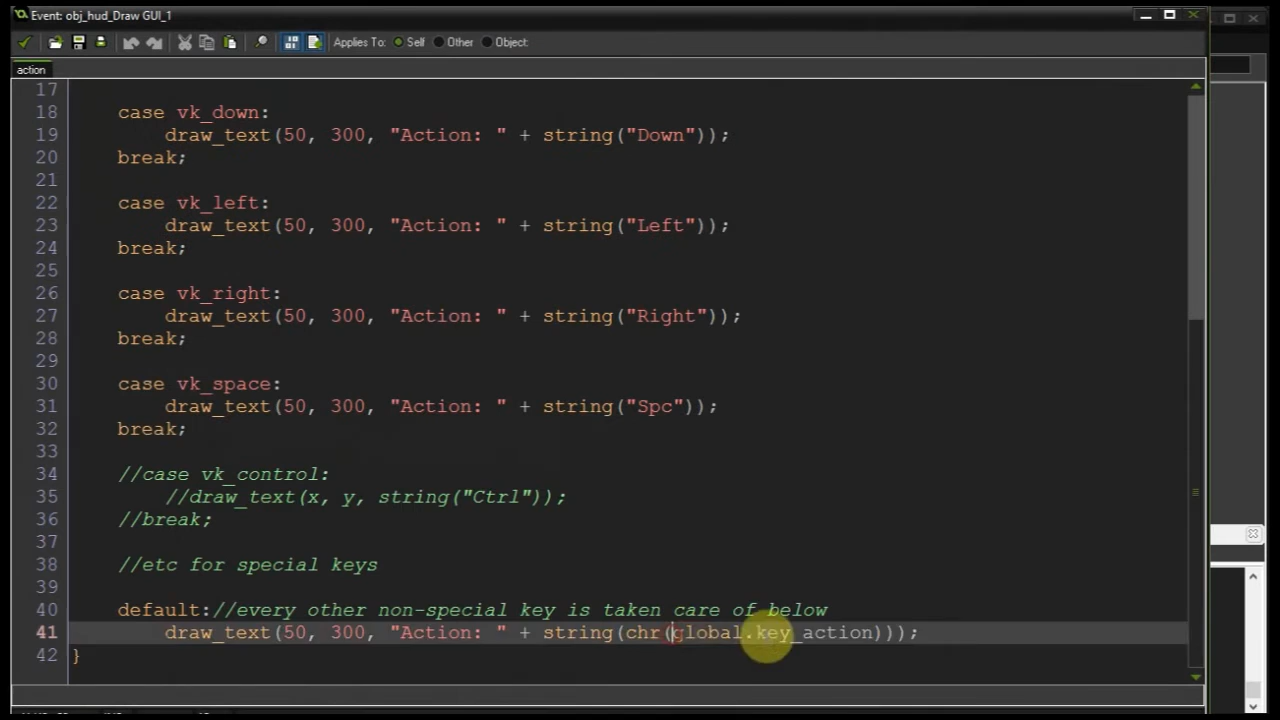 Event: obj_hud_Draw GUI_1
Applies To: Self Other Object:
action
17
18 case vk_down:
19 draw_text(50, 300, "Action: " + string("Down"));
20 break;
21
22 case vk_left:
23 draw_text(50, 300, "Action: " + string("Left"));
24 break;
25
26 case vk_right:
27 draw_text(50, 300, "Action: " + string("Right"));
28 break;
29
30 case vk_space:
31 draw_text(50, 300, "Action: " + string("Spc"));
32 break;
33
34 //case vk_control:
35 //draw_text(x, y, string("Ctrl"));
36 //break;
37
38 //etc for special keys
39
40 default://every other non-special key is taken care of below
41 draw_text(50, 300, "Action: " + string(chr(global.key_action)));
42 }